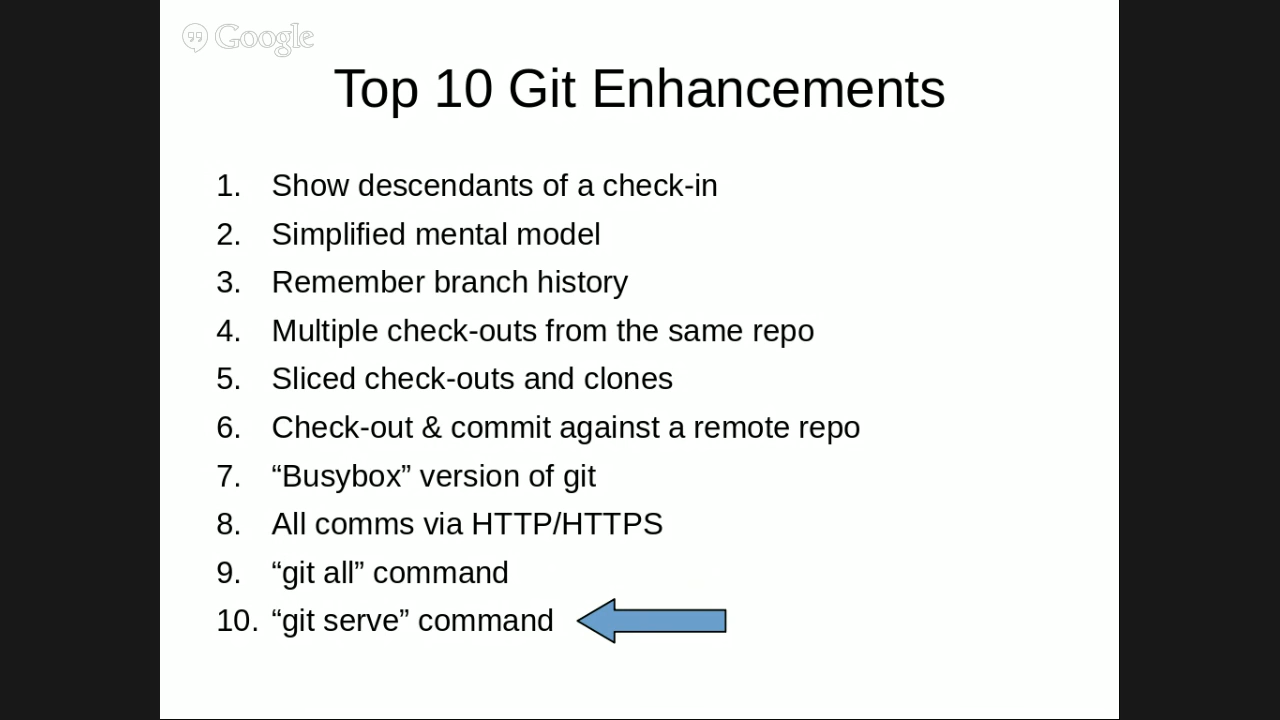 Google
Top 10 Git Enhancements
1. Show descendants of a check-in
2. Simplified mental model
3. Remember branch history
4. Multiple check-outs from the same repo
5. Sliced check-outs and clones
6. Check-out & commit against a remote repo
7. “Busybox” version of git
8. All comms via HTTP/HTTPS
9. “git all” command
10. “git serve” command